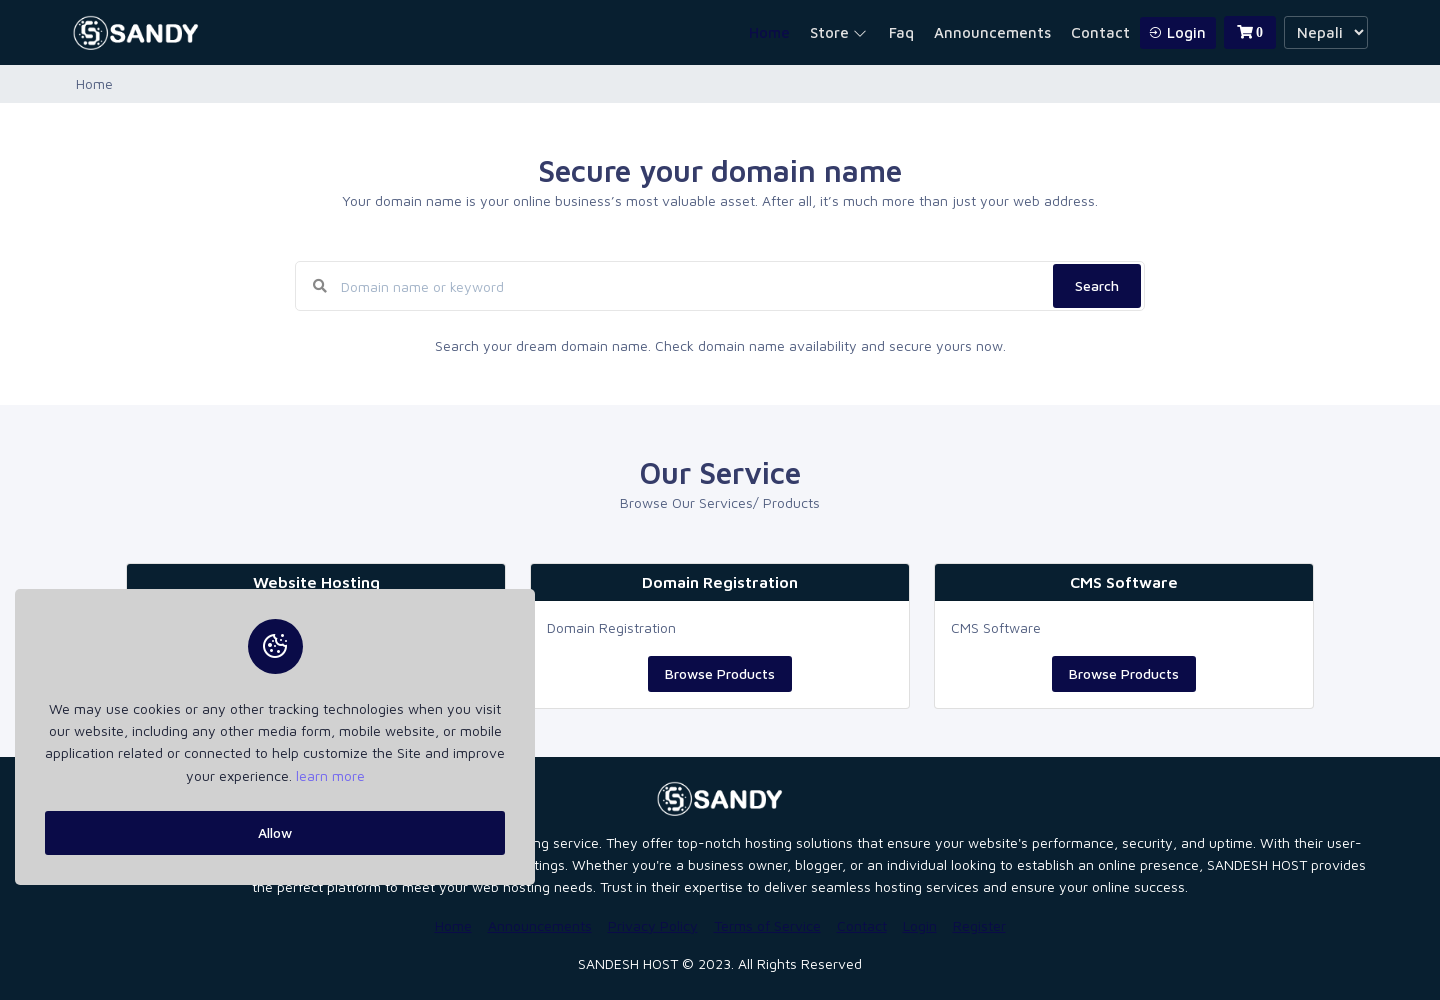 SANDY
Home Store Faq Announcements Contact Login 0 Nepali
Home
Secure your domain name
Your domain name is your online business’s most valuable asset. After all, it’s much more than just your web address.
Domain name or keyword
Search
Search your dream domain name. Check domain name availability and secure yours now.
Our Service
Browse Our Services/ Products
Website Hosting
Domain Registration
Domain Registration
Browse Products
CMS Software
CMS Software
Browse Products
We may use cookies or any other tracking technologies when you visit
our website, including any other media form, mobile website, or mobile
application related or connected to help customize the Site and improve
your experience. learn more
Allow
SANDY
service. They offer top-notch hosting solutions that ensure your website's performance, security, and uptime. With their user-
Whether you're a business owner, blogger, or an individual looking to establish an online presence, SANDESH HOST provides
the perfect platform to meet your web hosting needs. Trust in their expertise to deliver seamless hosting services and ensure your online success.
Home Announcements Privacy Policy Terms of Service Contact Login Register
SANDESH HOST © 2023. All Rights Reserved